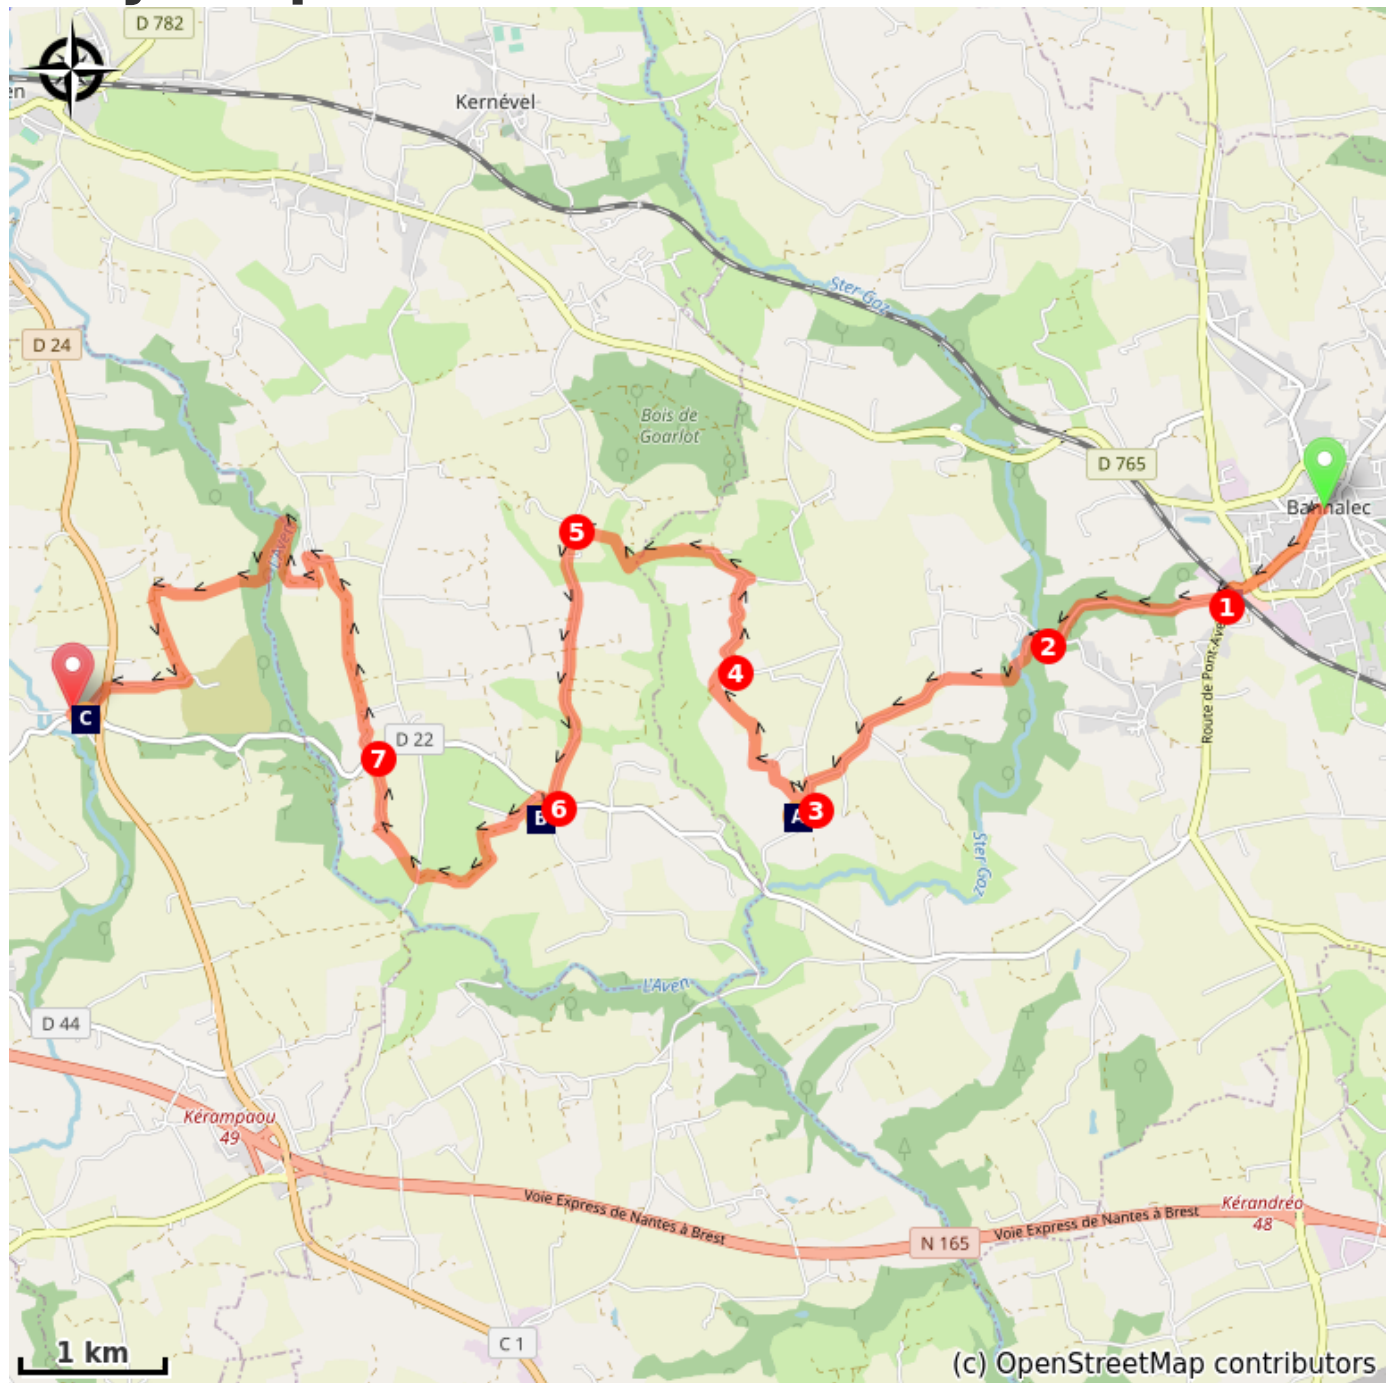 D 782
en
Kernével
Ster Goz
D 24
Bois de
Goarlot
D 765
Bannalec
L'Aven
5
1
2
Route de Pont-Ave
4
C
D 22
7
B
6
A
3
Ster Goz
L'Aven
D 44
Kérampaou
49
Voie Express de Nantes à Brest
Voie Express de Nantes à Brest
Kérandréo
48
N 165
C 1
1 km
(c) OpenStreetMap contributors